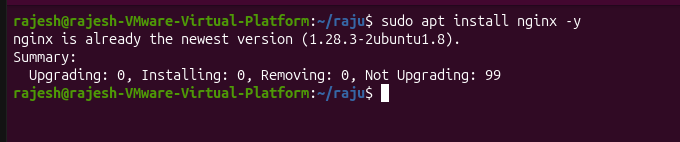 rajesh@rajesh-VMware-Virtual-Platform:~/raju$ sudo apt install nginx -y
nginx is already the newest version (1.28.3-2ubuntu1.8).
Summary:
  Upgrading: 0, Installing: 0, Removing: 0, Not Upgrading: 99
rajesh@rajesh-VMware-Virtual-Platform:~/raju$